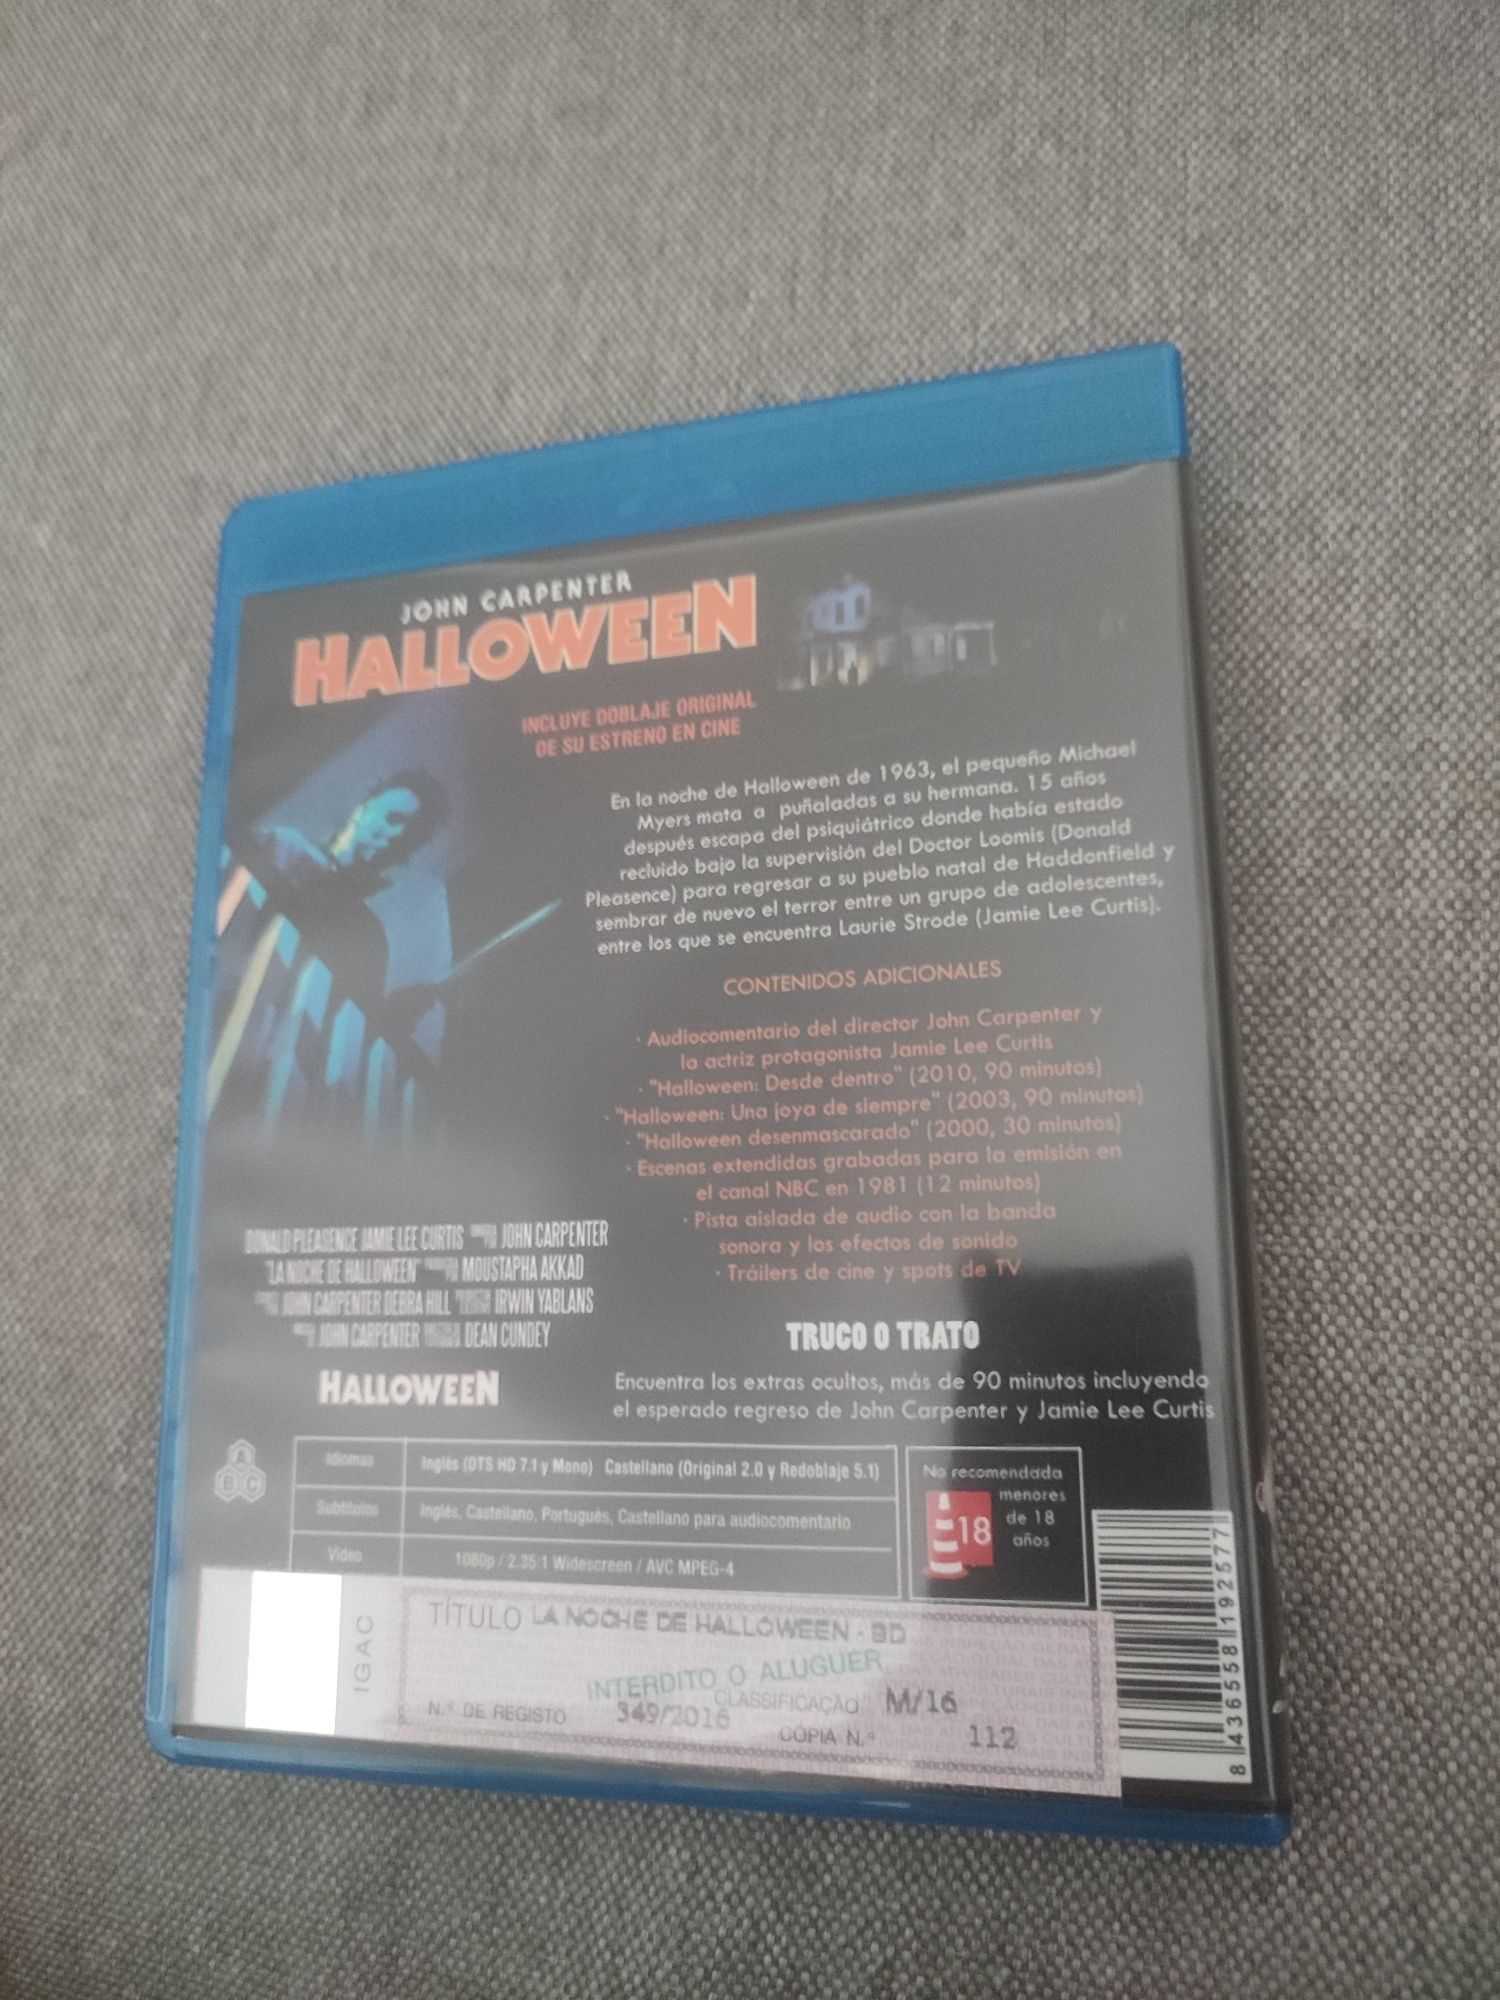 JOHN CARPENTER
HALLOWEEN
INCLUYE DOBLAJE ORIGINAL
DE SU ESTRENO EN CINE
En la noche de Halloween de 1963, el pequeño Michael
Myers mata a puñaladas a su hermana. 15 años
después escapa del psiquiátrico donde había estado
recluido bajo la supervisión del Doctor Loomis (Donald
Pleasence) para regresar a su pueblo natal de Haddonfield y
sembrar de nuevo el terror entre un grupo de adolescentes,
entre los que se encuentra Laurie Strode (Jamie Lee Curtis).
CONTENIDOS ADICIONALES
· Audiocomentario del director John Carpenter y
la actriz protagonista Jamie Lee Curtis
· "Halloween: Desde dentro" (2010, 90 minutos)
· "Halloween: Una joya de siempre" (2003, 90 minutos)
· "Halloween desenmascarado" (2000, 30 minutos)
· Escenas extendidas grabadas para la emisión en
el canal NBC en 1981 (12 minutos)
· Pista aislada de audio con la banda
sonora y los efectos de sonido
· Tráilers de cine y spots de TV
DONALD PLEASENCE JAMIE LEE CURTIS JOHN CARPENTER
"LA NOCHE DE HALLOWEEN" MOUSTAPHA AKKAD
JOHN CARPENTER DEBRA HILL IRWIN YABLANS
JOHN CARPENTER DEAN CUNDEY
HALLOWEEN
TRUCO O TRATO
Encuentra los extras ocultos, más de 90 minutos incluyendo
el esperado regreso de John Carpenter y Jamie Lee Curtis
A
B C
Idiomas Inglés (DTS HD 7.1 y Mono) Castellano (Original 2.0 y Redoblaje 5.1)
Subtítulos Inglés, Castellano, Portugués, Castellano para audiocomentario
Vídeo 1080p / 2.35:1 Widescreen / AVC MPEG-4
No recomendada
menores
de 18
años
18
IGAC
TÍTULO LA NOCHE DE HALLOWEEN - BD
INTERDITO O ALUGUER
CLASSIFICAÇÃO M/16
N.º DE REGISTO 349/2016
CÓPIA N.º 112
8 436558 192577